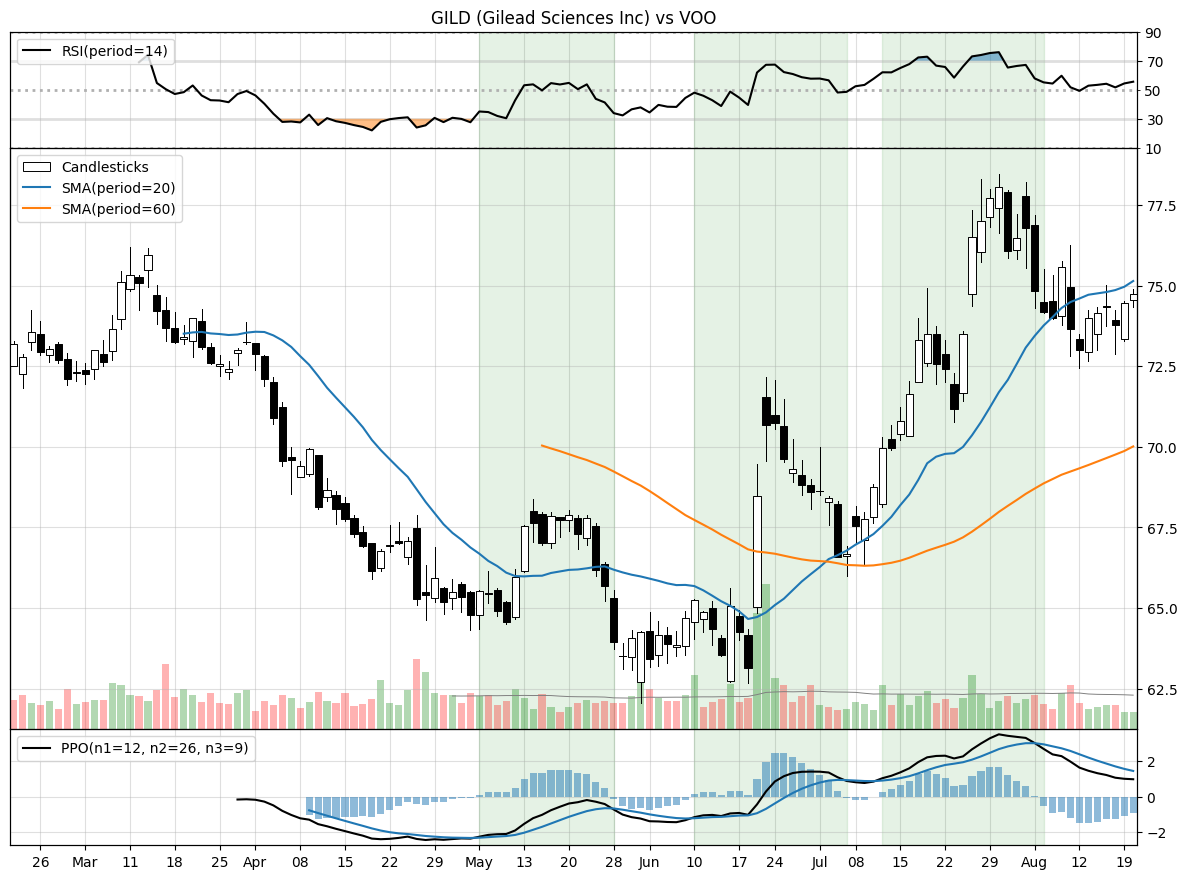 GILD (Gilead Sciences Inc) vs VOO
RSI(period=14)
90
70
50
30
10
Candlesticks
SMA(period=20)
SMA(period=60)
77.5
75.0
72.5
70.0
67.5
65.0
62.5
PPO(n1=12, n2=26, n3=9)
2
0
−2
26 Mar 11 18 25 Apr 08 15 22 29 May 13 20 28 Jun 10 17 24 Jul 08 15 22 29 Aug 12 19